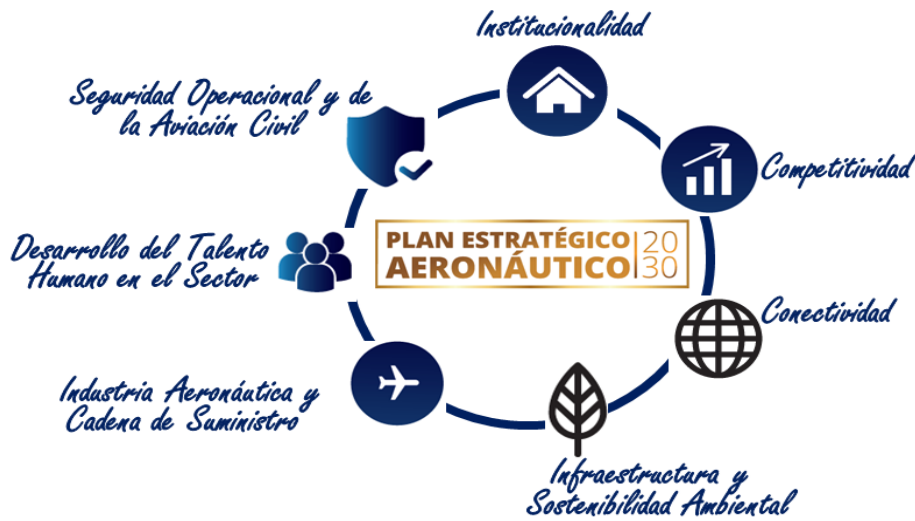 Institucionalidad
Seguridad Operacional y de
la Aviación Civil
Competitividad
Desarrollo del Talento
Humano en el Sector
PLAN ESTRATÉGICO
AERONÁUTICO
20
30
Conectividad
Industria Aeronáutica y
Cadena de Suministro
Infraestructura y
Sostenibilidad Ambiental